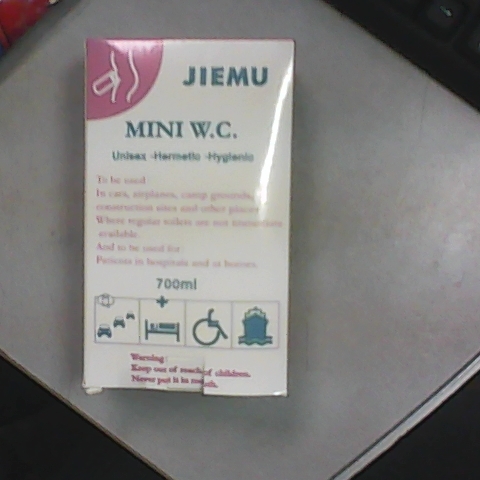 JIEMU
MINI W.C.
Unisex -Hermetic -Hygienic
To be used
In cars, airplanes, camp grounds,
construction sites and other places
Where regular toilets are not immediately
available.
And to be used for:
Patients in hospitals and at homes.
700ml
Warning:
Keep out of reach of children.
Never put it in mouth.